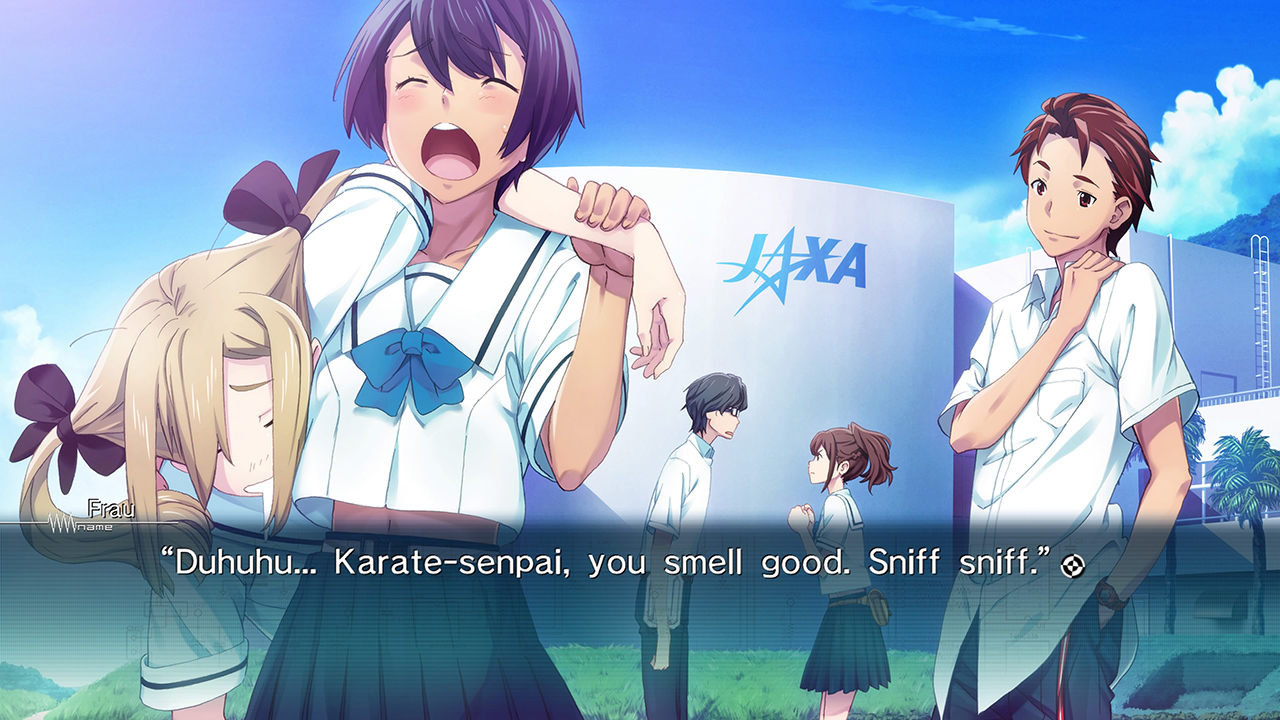 JAXA
Frau
name
“Duhuhu... Karate-senpai, you smell good. Sniff sniff.”